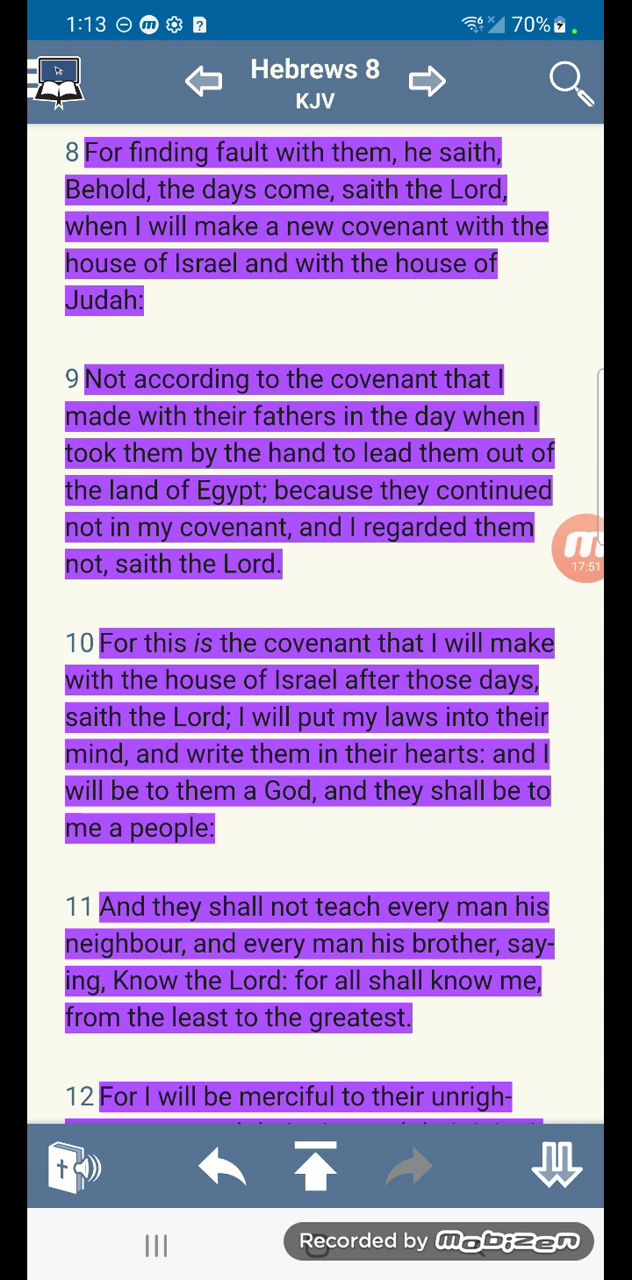 1:13
70%
Hebrews 8
KJV
8 For finding fault with them, he saith,
Behold, the days come, saith the Lord,
when I will make a new covenant with the
house of Israel and with the house of
Judah:
9 Not according to the covenant that I
made with their fathers in the day when I
took them by the hand to lead them out of
the land of Egypt; because they continued
not in my covenant, and I regarded them
not, saith the Lord.
17:51
10 For this is the covenant that I will make
with the house of Israel after those days,
saith the Lord; I will put my laws into their
mind, and write them in their hearts: and I
will be to them a God, and they shall be to
me a people:
11 And they shall not teach every man his
neighbour, and every man his brother, say-
ing, Know the Lord: for all shall know me,
from the least to the greatest.
12 For I will be merciful to their unrigh-
Recorded by mobizen